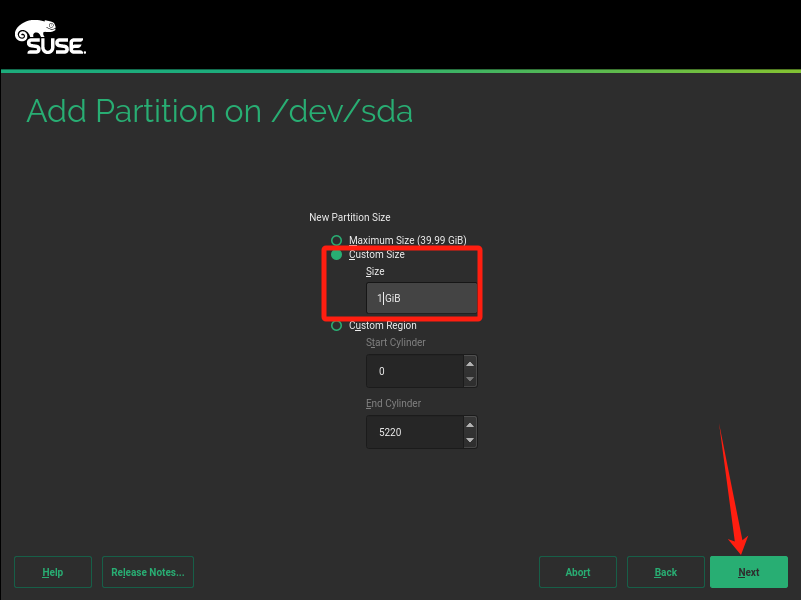 SUSE.
Add Partition on /dev/sda
New Partition Size
Maximum Size (39.99 GiB)
Custom Size
Size
1GiB
Custom Region
Start Cylinder
0
End Cylinder
5220
Help Release Notes... Abort Back Next